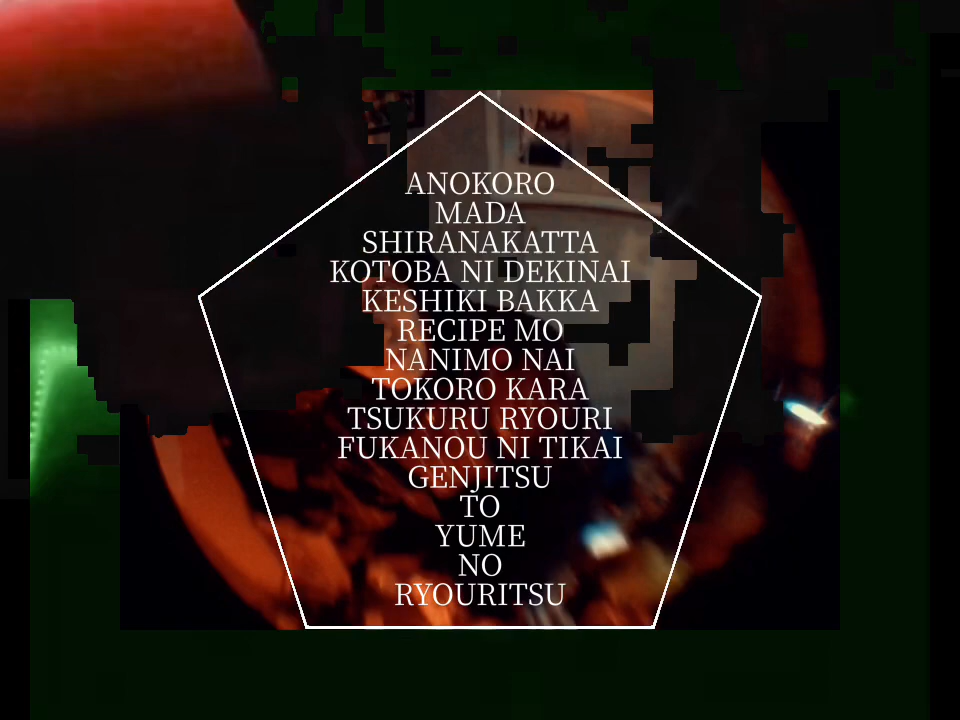 ANOKORO
MADA
SHIRANAKATTA
KOTOBA NI DEKINAI
KESHIKI BAKKA
RECIPE MO
NANIMO NAI
TOKORO KARA
TSUKURU RYOURI
FUKANOU NI TIKAI
GENJITSU
TO
YUME
NO
RYOURITSU